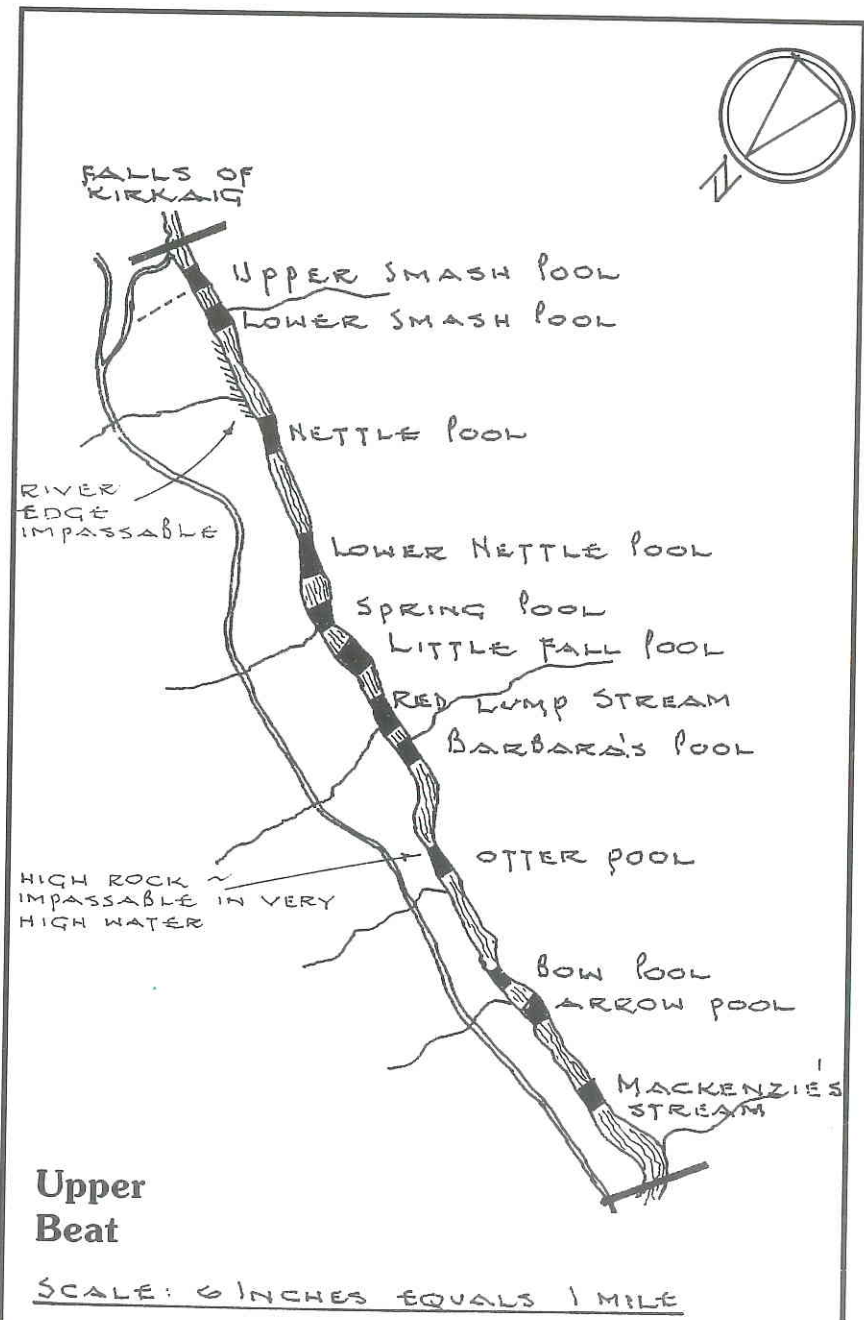 FALLS OF
KIRKAIG
N
UPPER SMASH POOL
LOWER SMASH POOL
NETTLE POOL
RIVER
EDGE
IMPASSABLE
LOWER NETTLE POOL
SPRING POOL
LITTLE FALL POOL
RED LUMP STREAM
BARBARA'S POOL
OTTER POOL
HIGH ROCK ~
IMPASSABLE IN VERY
HIGH WATER
BOW POOL
ARROW POOL
MACKENZIE'S
STREAM
Upper
Beat
SCALE: 6 INCHES EQUALS 1 MILE